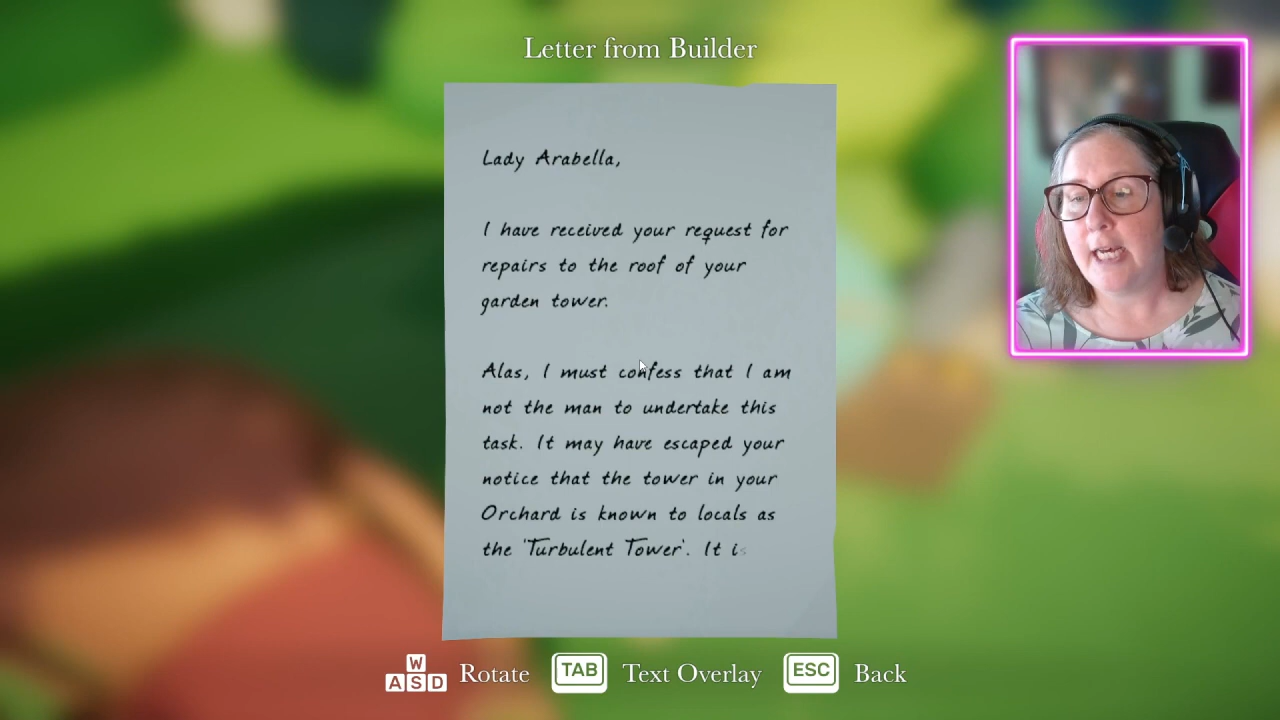 Letter from Builder
Lady Arabella,
I have received your request for
repairs to the roof of your
garden tower.
Alas, I must confess that I am
not the man to undertake this
task. It may have escaped your
notice that the tower in your
Orchard is known to locals as
the 'Turbulent Tower'. It is
W
A S D Rotate TAB Text Overlay ESC Back